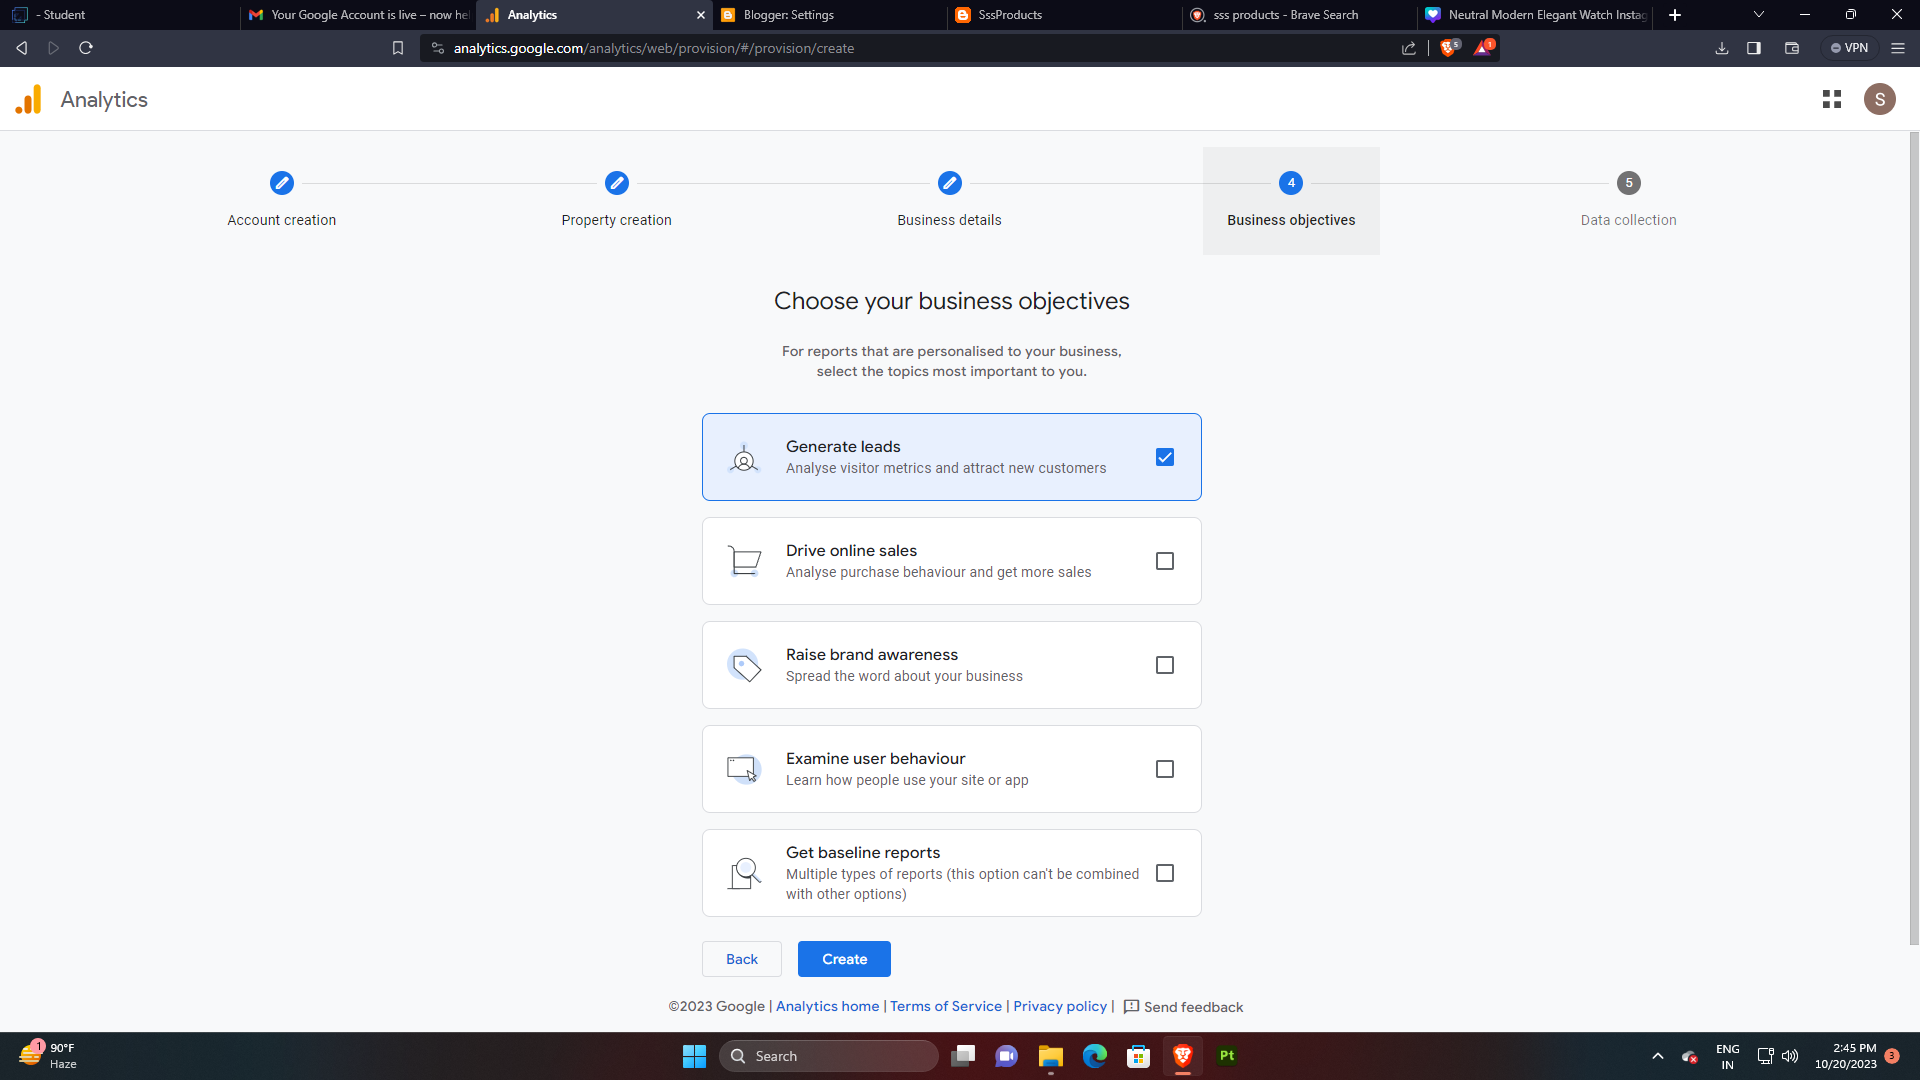 - Student
Your Google Account is live – now he
Analytics
Blogger: Settings
SssProducts
sss products - Brave Search
Neutral Modern Elegant Watch Instag
analytics.google.com/analytics/web/provision/#/provision/create
5
1
VPN
Analytics
S
4
5
Account creation
Property creation
Business details
Business objectives
Data collection
Choose your business objectives
For reports that are personalised to your business,
select the topics most important to you.
Generate leads
Analyse visitor metrics and attract new customers
Drive online sales
Analyse purchase behaviour and get more sales
Raise brand awareness
Spread the word about your business
Examine user behaviour
Learn how people use your site or app
Get baseline reports
Multiple types of reports (this option can't be combined
with other options)
Back
Create
©2023 Google | Analytics home | Terms of Service | Privacy policy | Send feedback
1
90°F
Haze
Search
Pt
ENG
IN
2:45 PM
10/20/2023
3